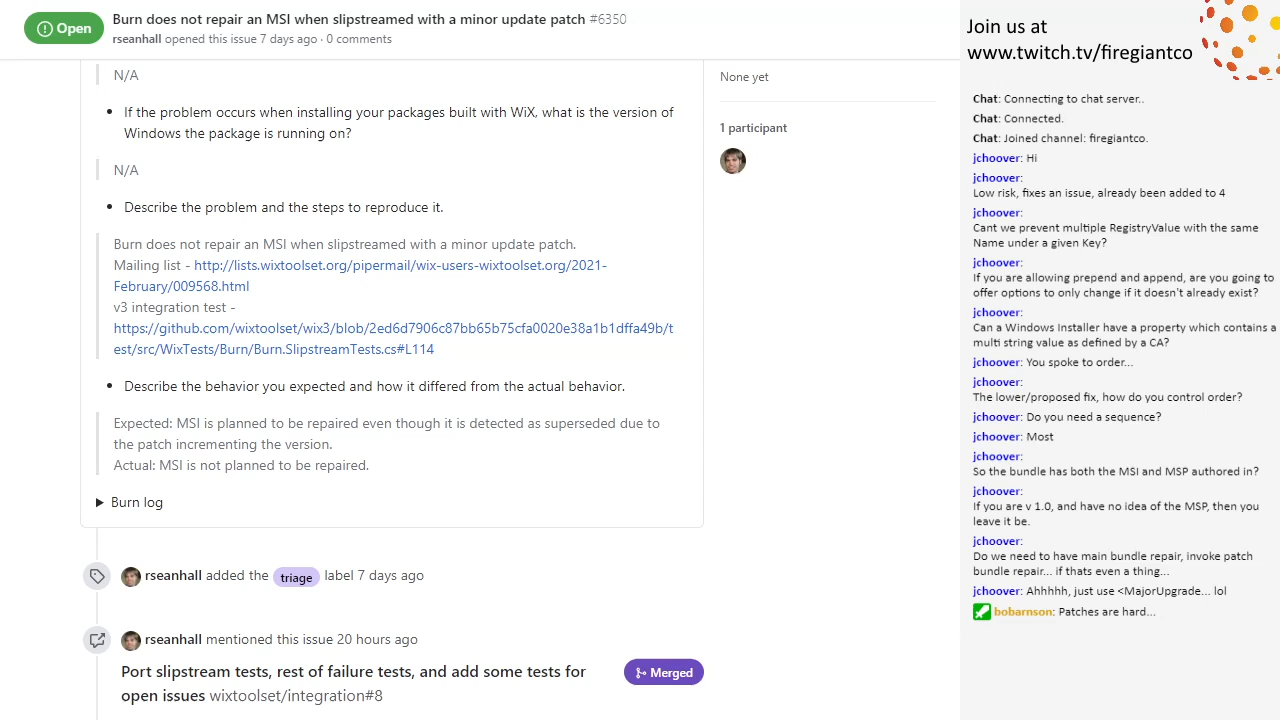 Open
Burn does not repair an MSI when slipstreamed with a minor update patch #6350
rseanhall opened this issue 7 days ago · 0 comments
N/A
• If the problem occurs when installing your packages built with WiX, what is the version of
Windows the package is running on?
N/A
• Describe the problem and the steps to reproduce it.
Burn does not repair an MSI when slipstreamed with a minor update patch.
Mailing list - http://lists.wixtoolset.org/pipermail/wix-users-wixtoolset.org/2021-
February/009568.html
v3 integration test -
https://github.com/wixtoolset/wix3/blob/2ed6d7906c87bb65b75cfa0020e38a1b1dffa49b/t
est/src/WixTests/Burn/Burn.SlipstreamTests.cs#L114
• Describe the behavior you expected and how it differed from the actual behavior.
Expected: MSI is planned to be repaired even though it is detected as superseded due to
the patch incrementing the version.
Actual: MSI is not planned to be repaired.
Burn log
rseanhall added the triage label 7 days ago
rseanhall mentioned this issue 20 hours ago
Port slipstream tests, rest of failure tests, and add some tests for
open issues wixtoolset/integration#8
Merged
None yet
1 participant
Join us at
www.twitch.tv/firegiantco
Chat: Connecting to chat server..
Chat: Connected.
Chat: Joined channel: firegiantco.
jchoover: Hi
jchoover:
Low risk, fixes an issue, already been added to 4
jchoover:
Cant we prevent multiple RegistryValue with the same
Name under a given Key?
jchoover:
If you are allowing prepend and append, are you going to
offer options to only change if it doesn't already exist?
jchoover:
Can a Windows Installer have a property which contains a
multi string value as defined by a CA?
jchoover: You spoke to order...
jchoover:
The lower/proposed fix, how do you control order?
jchoover: Do you need a sequence?
jchoover: Most
jchoover:
So the bundle has both the MSI and MSP authored in?
jchoover:
If you are v 1.0, and have no idea of the MSP, then you
leave it be.
jchoover:
Do we need to have main bundle repair, invoke patch
bundle repair... if thats even a thing...
jchoover: Ahhhhh, just use <MajorUpgrade... lol
bobarnson: Patches are hard...